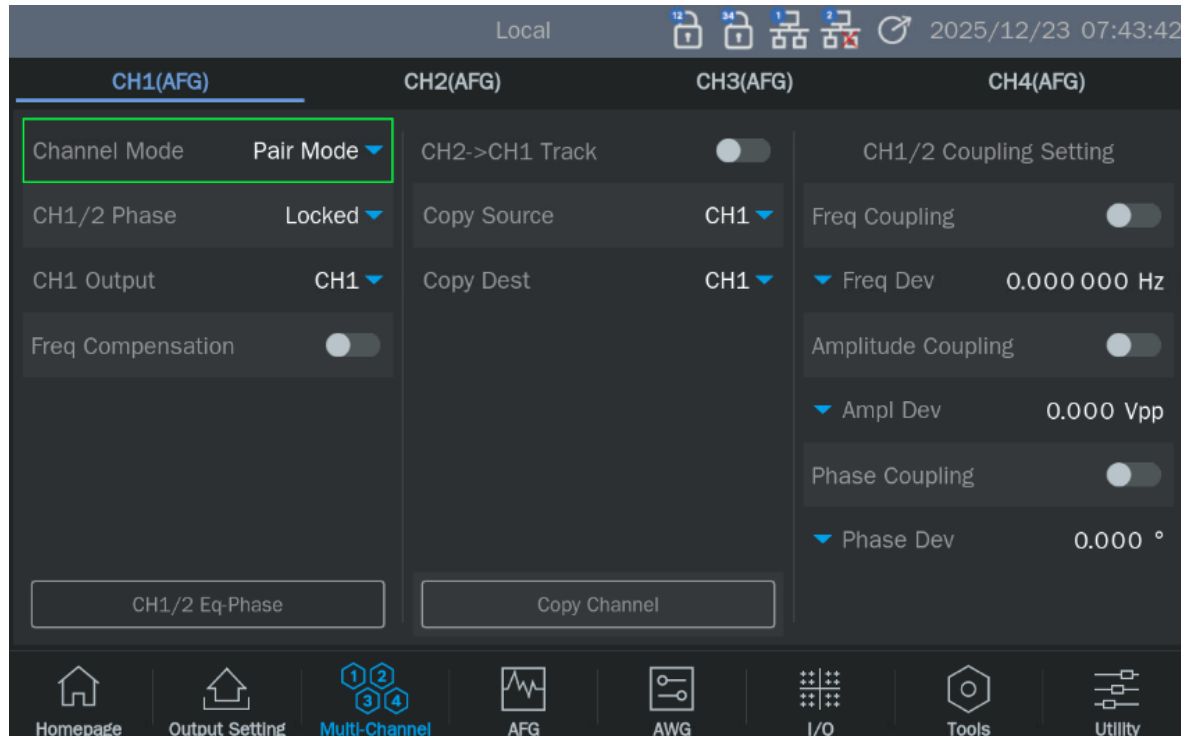 Local 12 34 1 2 2025/12/23 07:43:42
CH1(AFG) CH2(AFG) CH3(AFG) CH4(AFG)
Channel Mode Pair Mode
CH1/2 Phase Locked
CH1 Output CH1
Freq Compensation
CH1/2 Eq-Phase
CH2->CH1 Track
Copy Source CH1
Copy Dest CH1
Copy Channel
CH1/2 Coupling Setting
Freq Coupling
Freq Dev 0.000 000 Hz
Amplitude Coupling
Ampl Dev 0.000 Vpp
Phase Coupling
Phase Dev 0.000 °
1 2
3 4
Homepage Output Setting Multi-Channel AFG AWG I/O Tools Utility